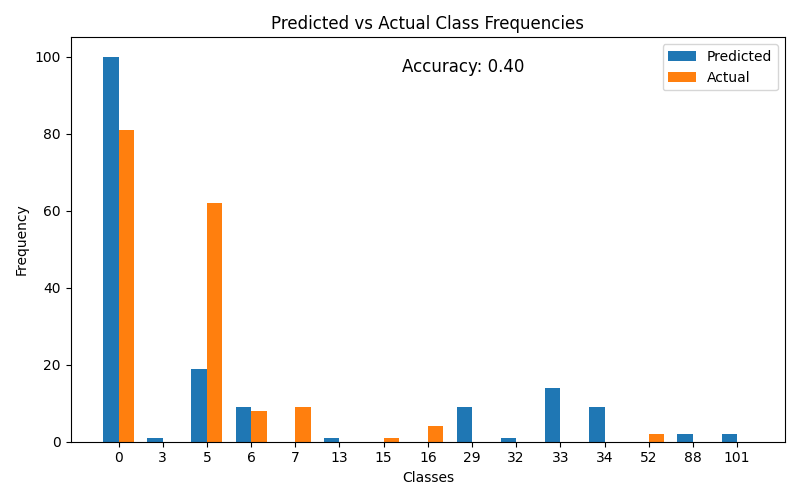 Predicted vs Actual Class Frequencies
Accuracy: 0.40
Predicted
Actual
Frequency
100
80
60
40
20
0
0 3 5 6 7 13 15 16 29 32 33 34 52 88 101
Classes